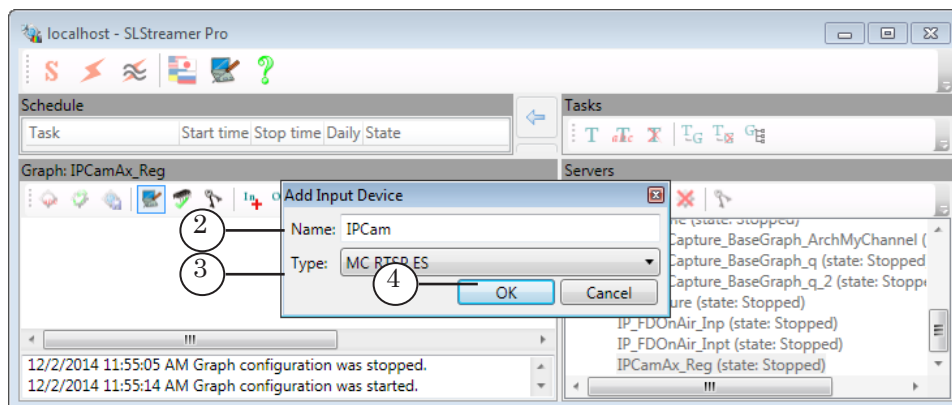 localhost - SLStreamer Pro
Schedule
Tasks
Task Start time Stop time Daily State
Graph: IPCamAx_Reg
Servers
Add Input Device
2
Name: IPCam
3
Type: MC RTSP ES
4
OK Cancel
(state: Stopped)
Capture_BaseGraph_ArchMyChannel (
Capture_BaseGraph_q (state: Stopped
Capture_BaseGraph_q_2 (state: Stoppe
ure (state: Stopped)
IP_FDOnAir_Inp (state: Stopped)
IP_FDOnAir_Inpt (state: Stopped)
IPCamAx_Reg (state: Stopped)
12/2/2014 11:55:05 AM Graph configuration was stopped.
12/2/2014 11:55:14 AM Graph configuration was started.